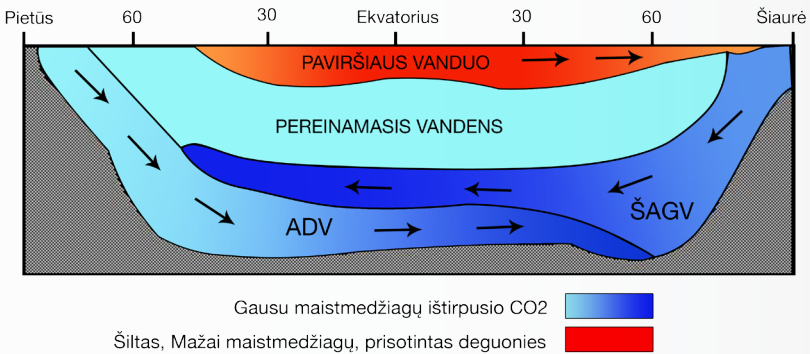 Pietūs 60 30 Ekvatorius 30 60 Šiaurė
PAVIRŠIAUS VANDUO
PEREINAMASIS VANDENS
ŠAGV
ADV
Gausu maistmedžiagų ištirpusio CO2
Šiltas, Mažai maistmedžiagų, prisotintas deguonies